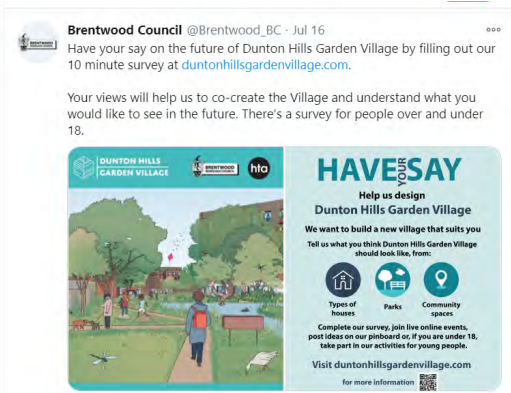 Brentwood Council @Brentwood_BC · Jul 16
Have your say on the future of Dunton Hills Garden Village by filling out our
10 minute survey at duntonhillsgardenvillage.com.
Your views will help us to co-create the Village and understand what you
would like to see in the future. There's a survey for people over and under
18.
DUNTON HILLS
GARDEN VILLAGE
BRENTWOOD
hta
HAVE YOUR SAY
Help us design
Dunton Hills Garden Village
We want to build a new village that suits you
Tell us what you think Dunton Hills Garden Village
should look like, from:
Types of
houses
Parks
Community
spaces
Complete our survey, join live online events,
post ideas on our pinboard or, if you are under 18,
take part in our activities for young people.
Visit duntonhillsgardenvillage.com
for more information